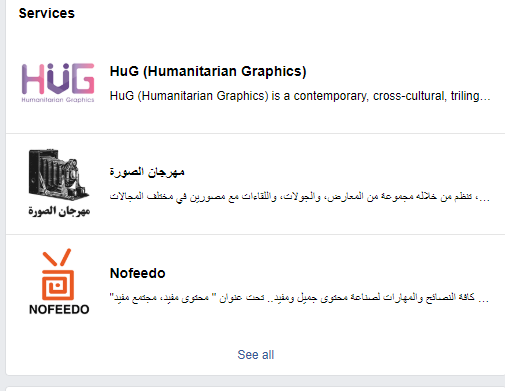 Services
HuG
Humanitarian Graphics
HuG (Humanitarian Graphics)
HuG (Humanitarian Graphics) is a contemporary, cross-cultural, triling...
مهرجان الصورة
مهرجان الصورة
، تنظم من خلاله مجموعة من المعارض، والجولات، واللقاءات مع مصورين في مختلف المجالات...
NOFEEDO
Nofeedo
كافة النصائح والمهارات لصناعة محتوى جميل ومفيد.. تحت عنوان " محتوى مفيد، مجتمع مفيد"...
See all